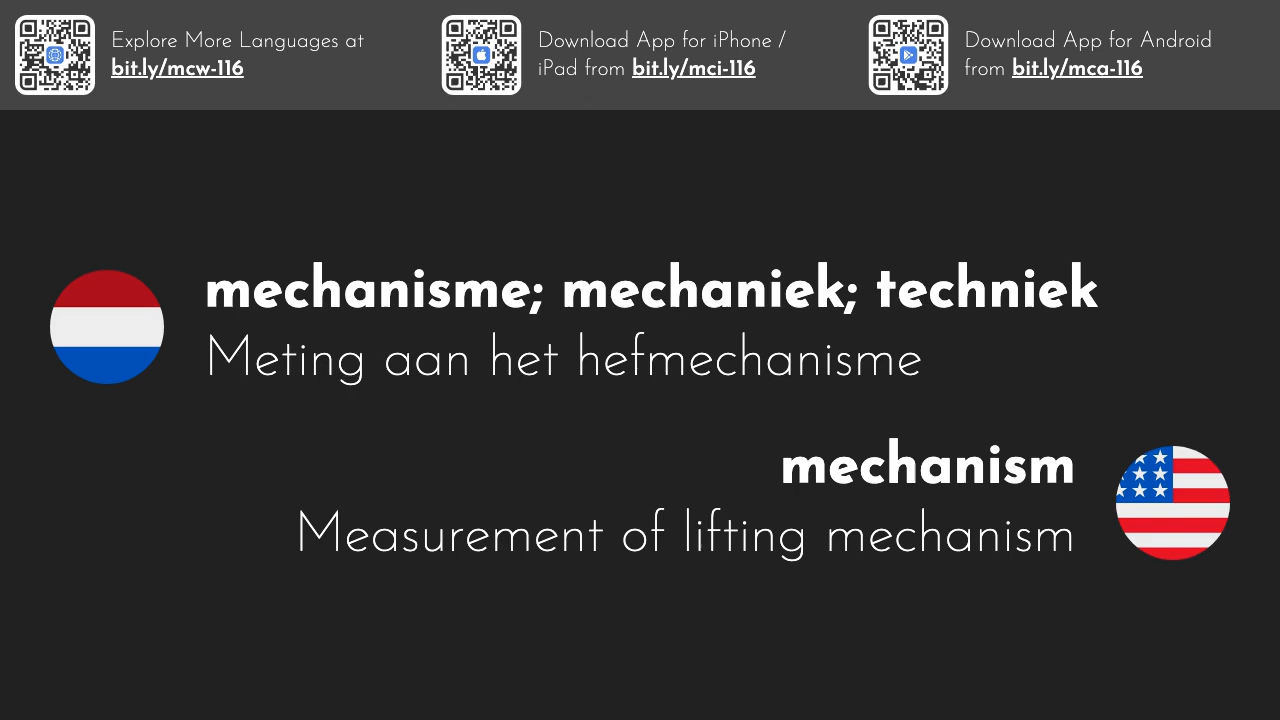 Explore More Languages at
bit.ly/mcw-116
Download App for iPhone /
iPad from bit.ly/mci-116
Download App for Android
from bit.ly/mca-116
mechanisme; mechaniek; techniek
Meting aan het hefmechanisme
mechanism
Measurement of lifting mechanism